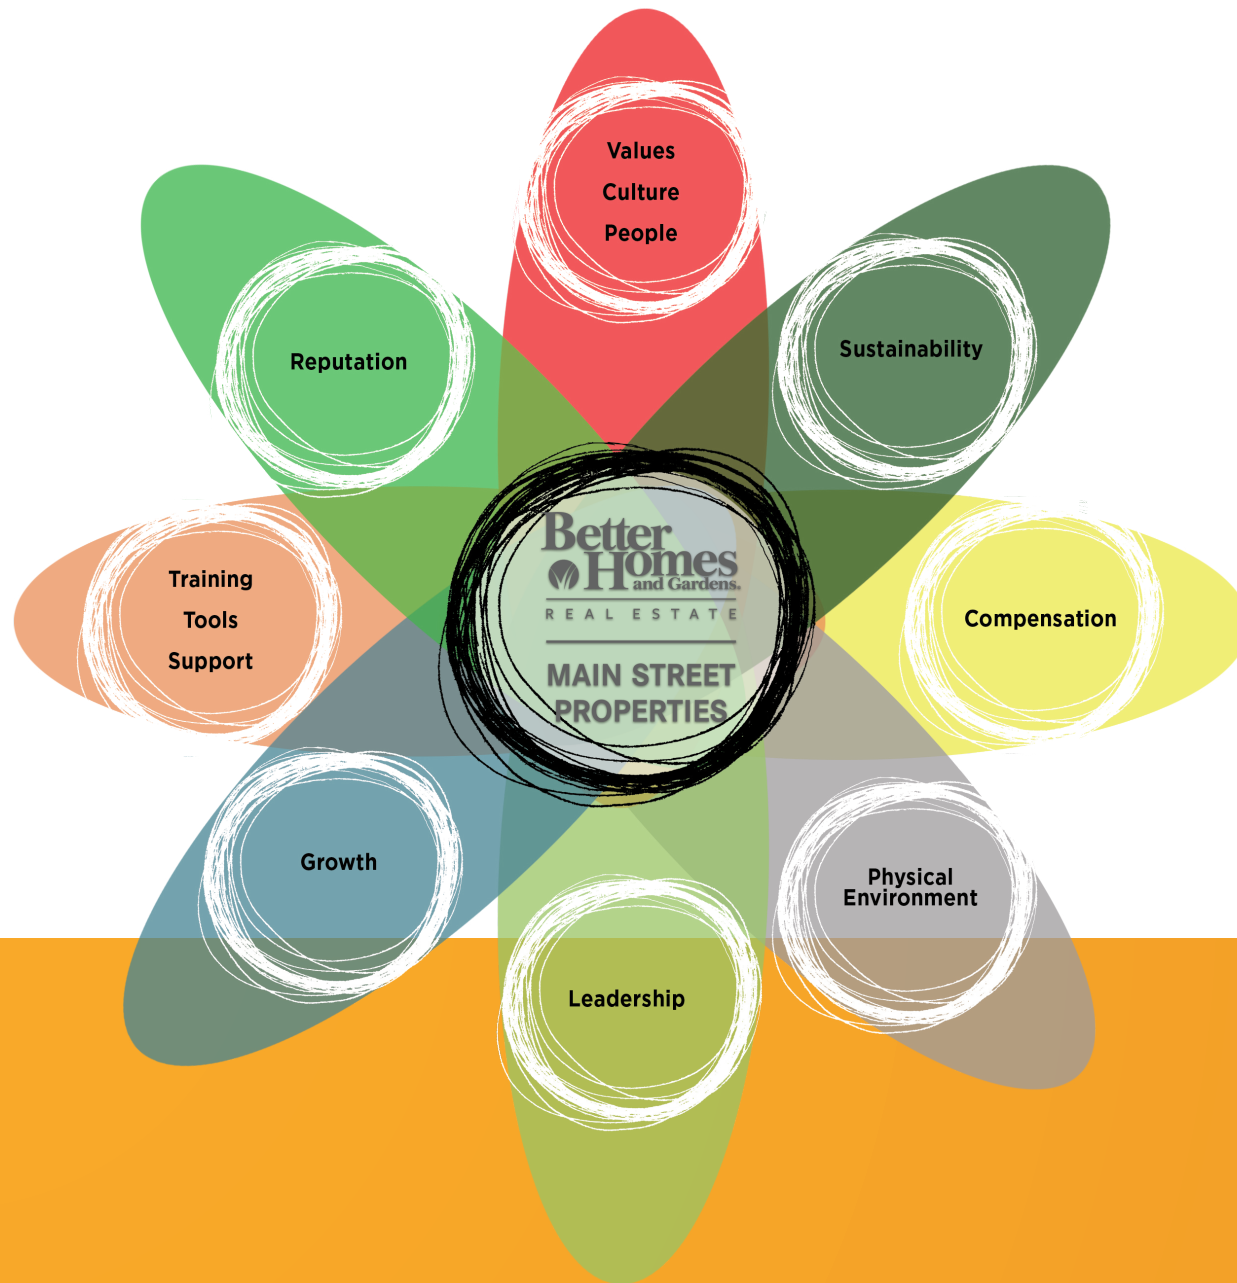 Values
Culture
People
Reputation
Sustainability
Better
Homes
and Gardens.
REAL ESTATE
MAIN STREET
PROPERTIES
Training
Tools
Support
Compensation
Growth
Physical
Environment
Leadership